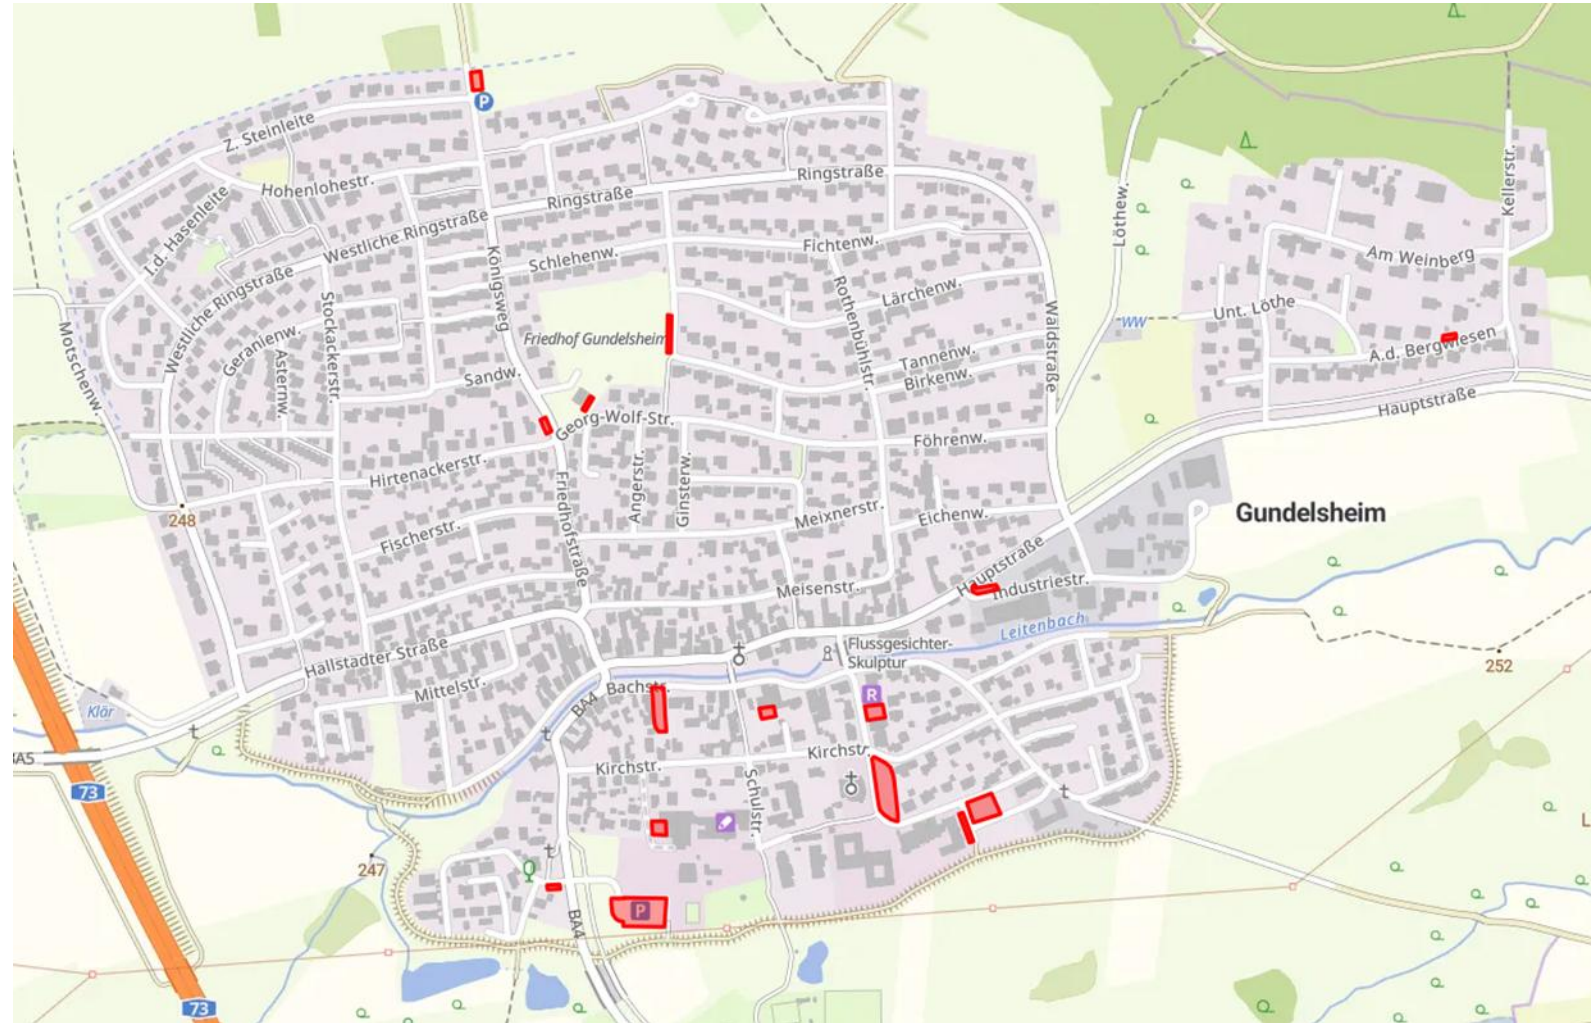 P
Z. Steinleite
Hohenlohestr.
I.d. Hasenleite
Westliche Ringstraße
Ringstraße
Ringstraße
Kellerstr.
Löthew.
Königsweg
Schlehenw.
Fichtenw.
Am Weinberg
Westliche Ringstraße
Stockackerstr.
Rothenbühlstr.
Lärchenw.
Waldstraße
Unt. Löthe
WW
Motschenw.
Geranienw.
Asternw.
Friedhof Gundelsheim
Tannenw.
Birkenw.
A.d. Bergwiesen
Sandw.
Georg-Wolf-Str.
Hauptstraße
Föhrenw.
Hirtenackerstr.
Friedhofstraße
Angerstr.
Ginsterw.
Meixnerstr.
Eichenw.
Gundelsheim
248
Fischerstr.
Hauptstraße
Industriestr.
Meisenstr.
Leitenbach
Hallstadter Straße
Flussgesichter-
Skulptur
252
Mittelstr.
Bachstr.
R
BA4
Klär
BA5
Kirchstr.
Kirchstr.
73
Schulstr.
L
247
P
BA4
73